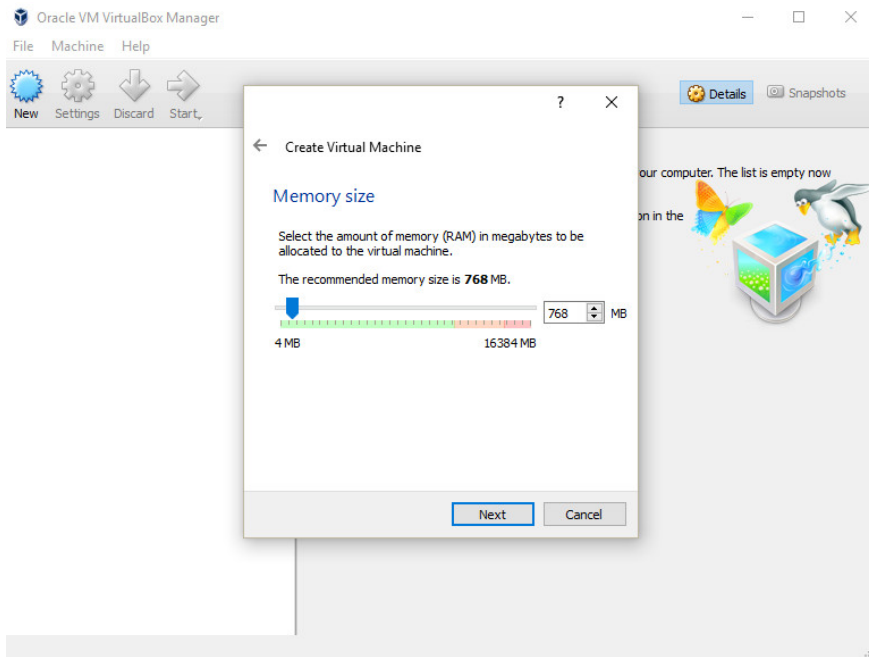 Oracle VM VirtualBox Manager
File Machine Help
New Settings Discard Start
Details Snapshots
? ×
Create Virtual Machine
our computer. The list is empty now
Memory size
on in the
Select the amount of memory (RAM) in megabytes to be
allocated to the virtual machine.
The recommended memory size is 768 MB.
768 MB
4 MB 16384 MB
Next Cancel